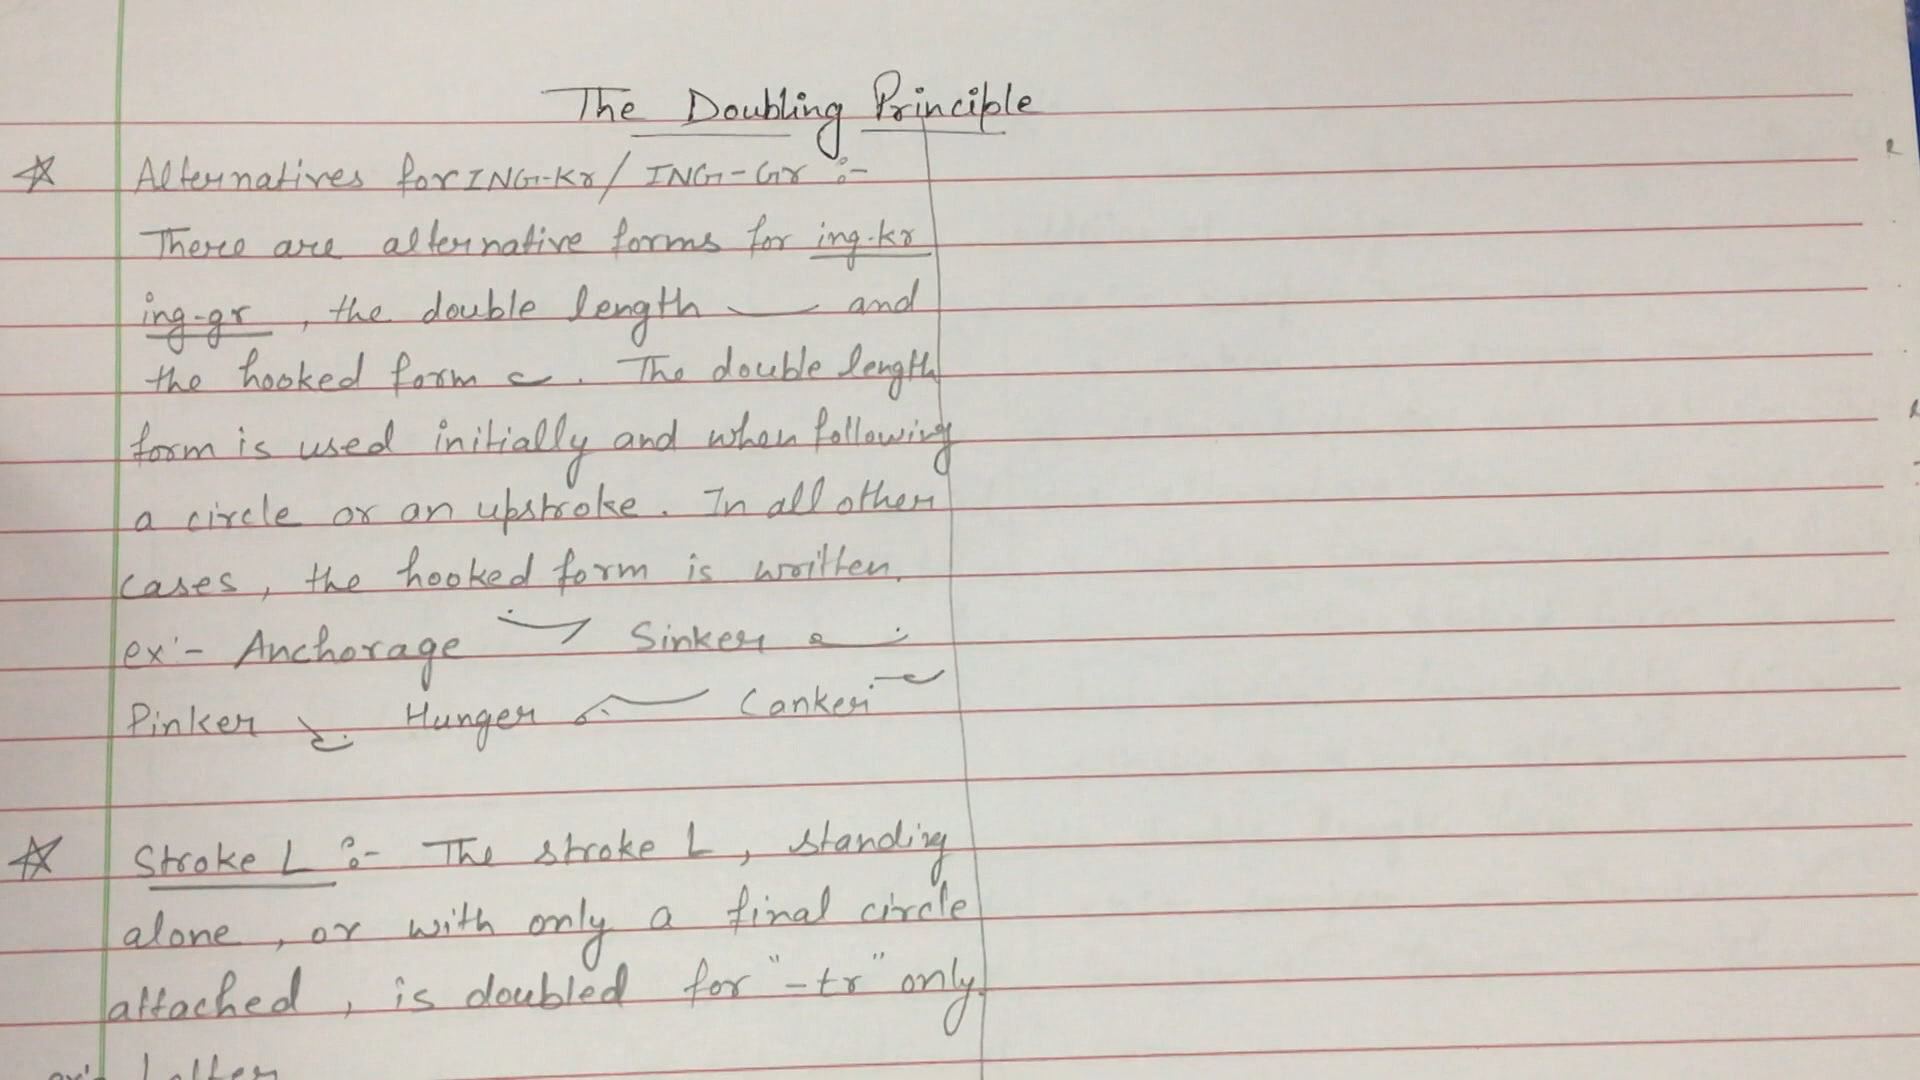 The Doubling Principle
Alternatives for ING-Kr / ING-Gr :-
There are alternative forms for ing-kr
ing-gr, the double length and
the hooked form. The double length
form is used initially and when following
a circle or an upstroke. In all other
cases, the hooked form is written.
ex:- Anchorage Sinker
Pinker Hunger Canker
Stroke L :- The stroke L, standing
alone, or with only a final circle
attached, is doubled for "-tr" only.